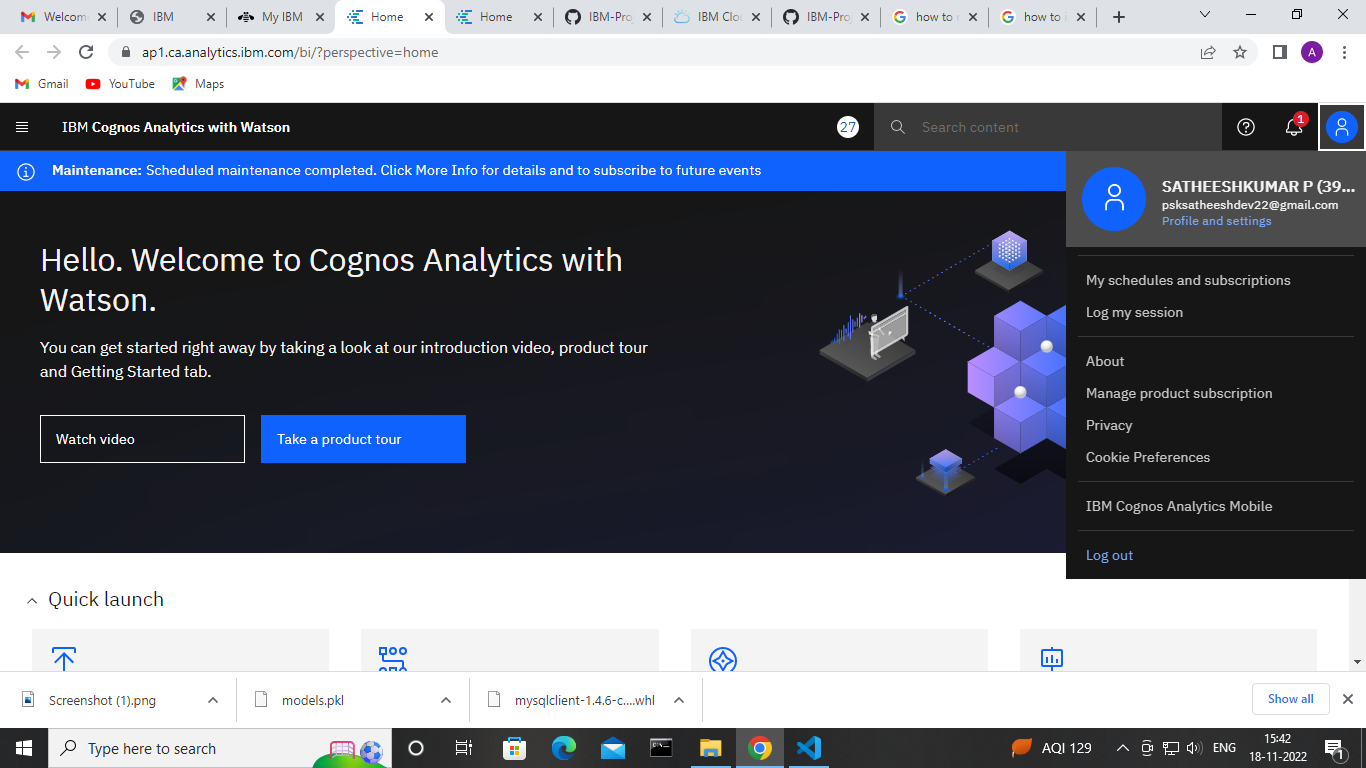 Welcome
IBM
My IBM
Home
Home
IBM-Pro
IBM Clo
IBM-Pro
how to
how to i
ap1.ca.analytics.ibm.com/bi/?perspective=home
A
Gmail
YouTube
Maps
IBM Cognos Analytics with Watson
27
Search content
1
Maintenance: Scheduled maintenance completed. Click More Info for details and to subscribe to future events
SATHEESHKUMAR P (39...
psksatheeshdev22@gmail.com
Profile and settings
Hello. Welcome to Cognos Analytics with
Watson.
You can get started right away by taking a look at our introduction video, product tour
and Getting Started tab.
Watch video
Take a product tour
My schedules and subscriptions
Log my session
About
Manage product subscription
Privacy
Cookie Preferences
IBM Cognos Analytics Mobile
Log out
Quick launch
Screenshot (1).png
models.pkl
mysqlclient-1.4.6-c....whl
Show all
Type here to search
AQI 129
ENG
15:42
18-11-2022
1